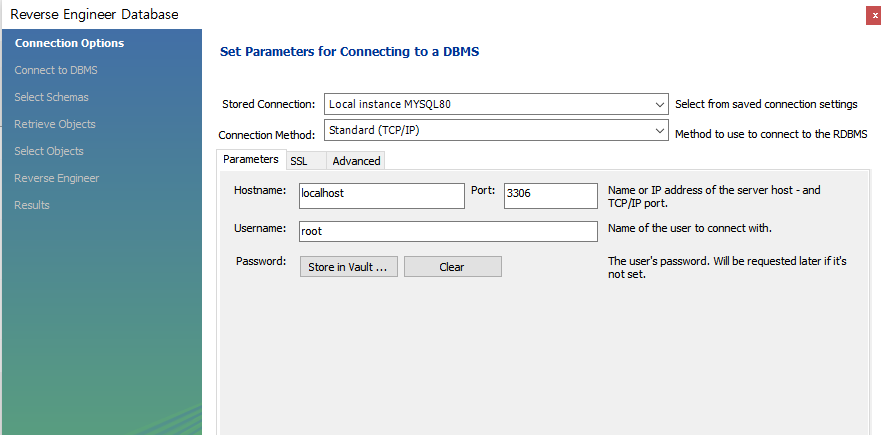 Reverse Engineer Database
x
Connection Options
Connect to DBMS
Select Schemas
Retrieve Objects
Select Objects
Reverse Engineer
Results
Set Parameters for Connecting to a DBMS
Stored Connection: Local instance MYSQL80 Select from saved connection settings
Connection Method: Standard (TCP/IP) Method to use to connect to the RDBMS
Parameters SSL Advanced
Hostname: localhost Port: 3306 Name or IP address of the server host - and
TCP/IP port.
Username: root Name of the user to connect with.
Password: Store in Vault ... Clear The user's password. Will be requested later if it's
not set.